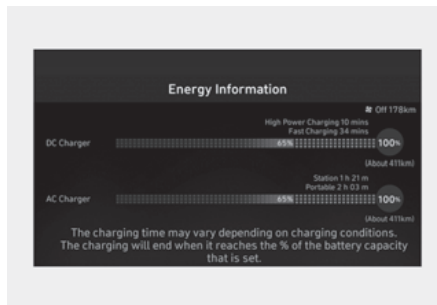 Energy Information
Off 178km
High Power Charging 10 mins
Fast Charging 34 mins
DC Charger
65%
100%
(About 411km)
Station 1 h 21 m
Portable 2 h 03 m
AC Charger
65%
100%
(About 411km)
The charging time may vary depending on charging conditions.
The charging will end when it reaches the % of the battery capacity
that is set.